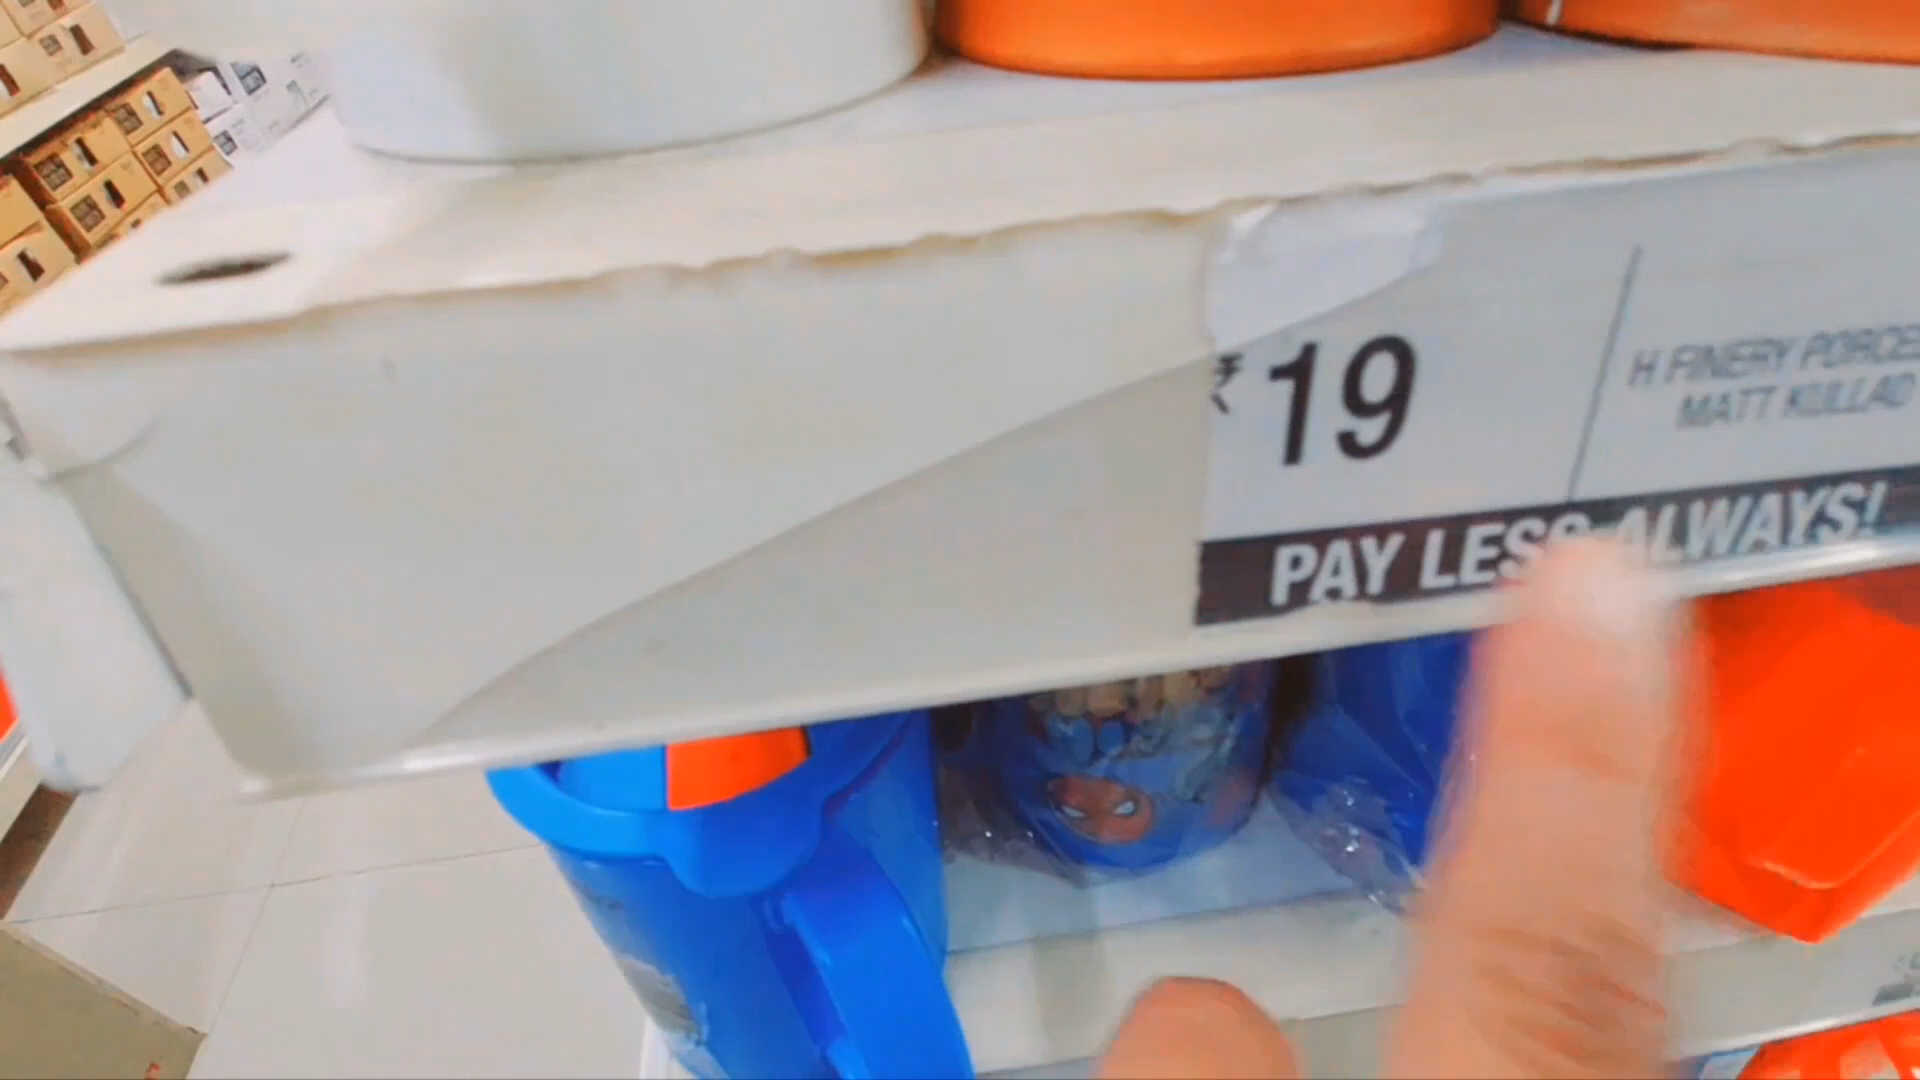 ₹19
H FINERY PORCE
MATT KULLAD
PAY LESS ALWAYS!